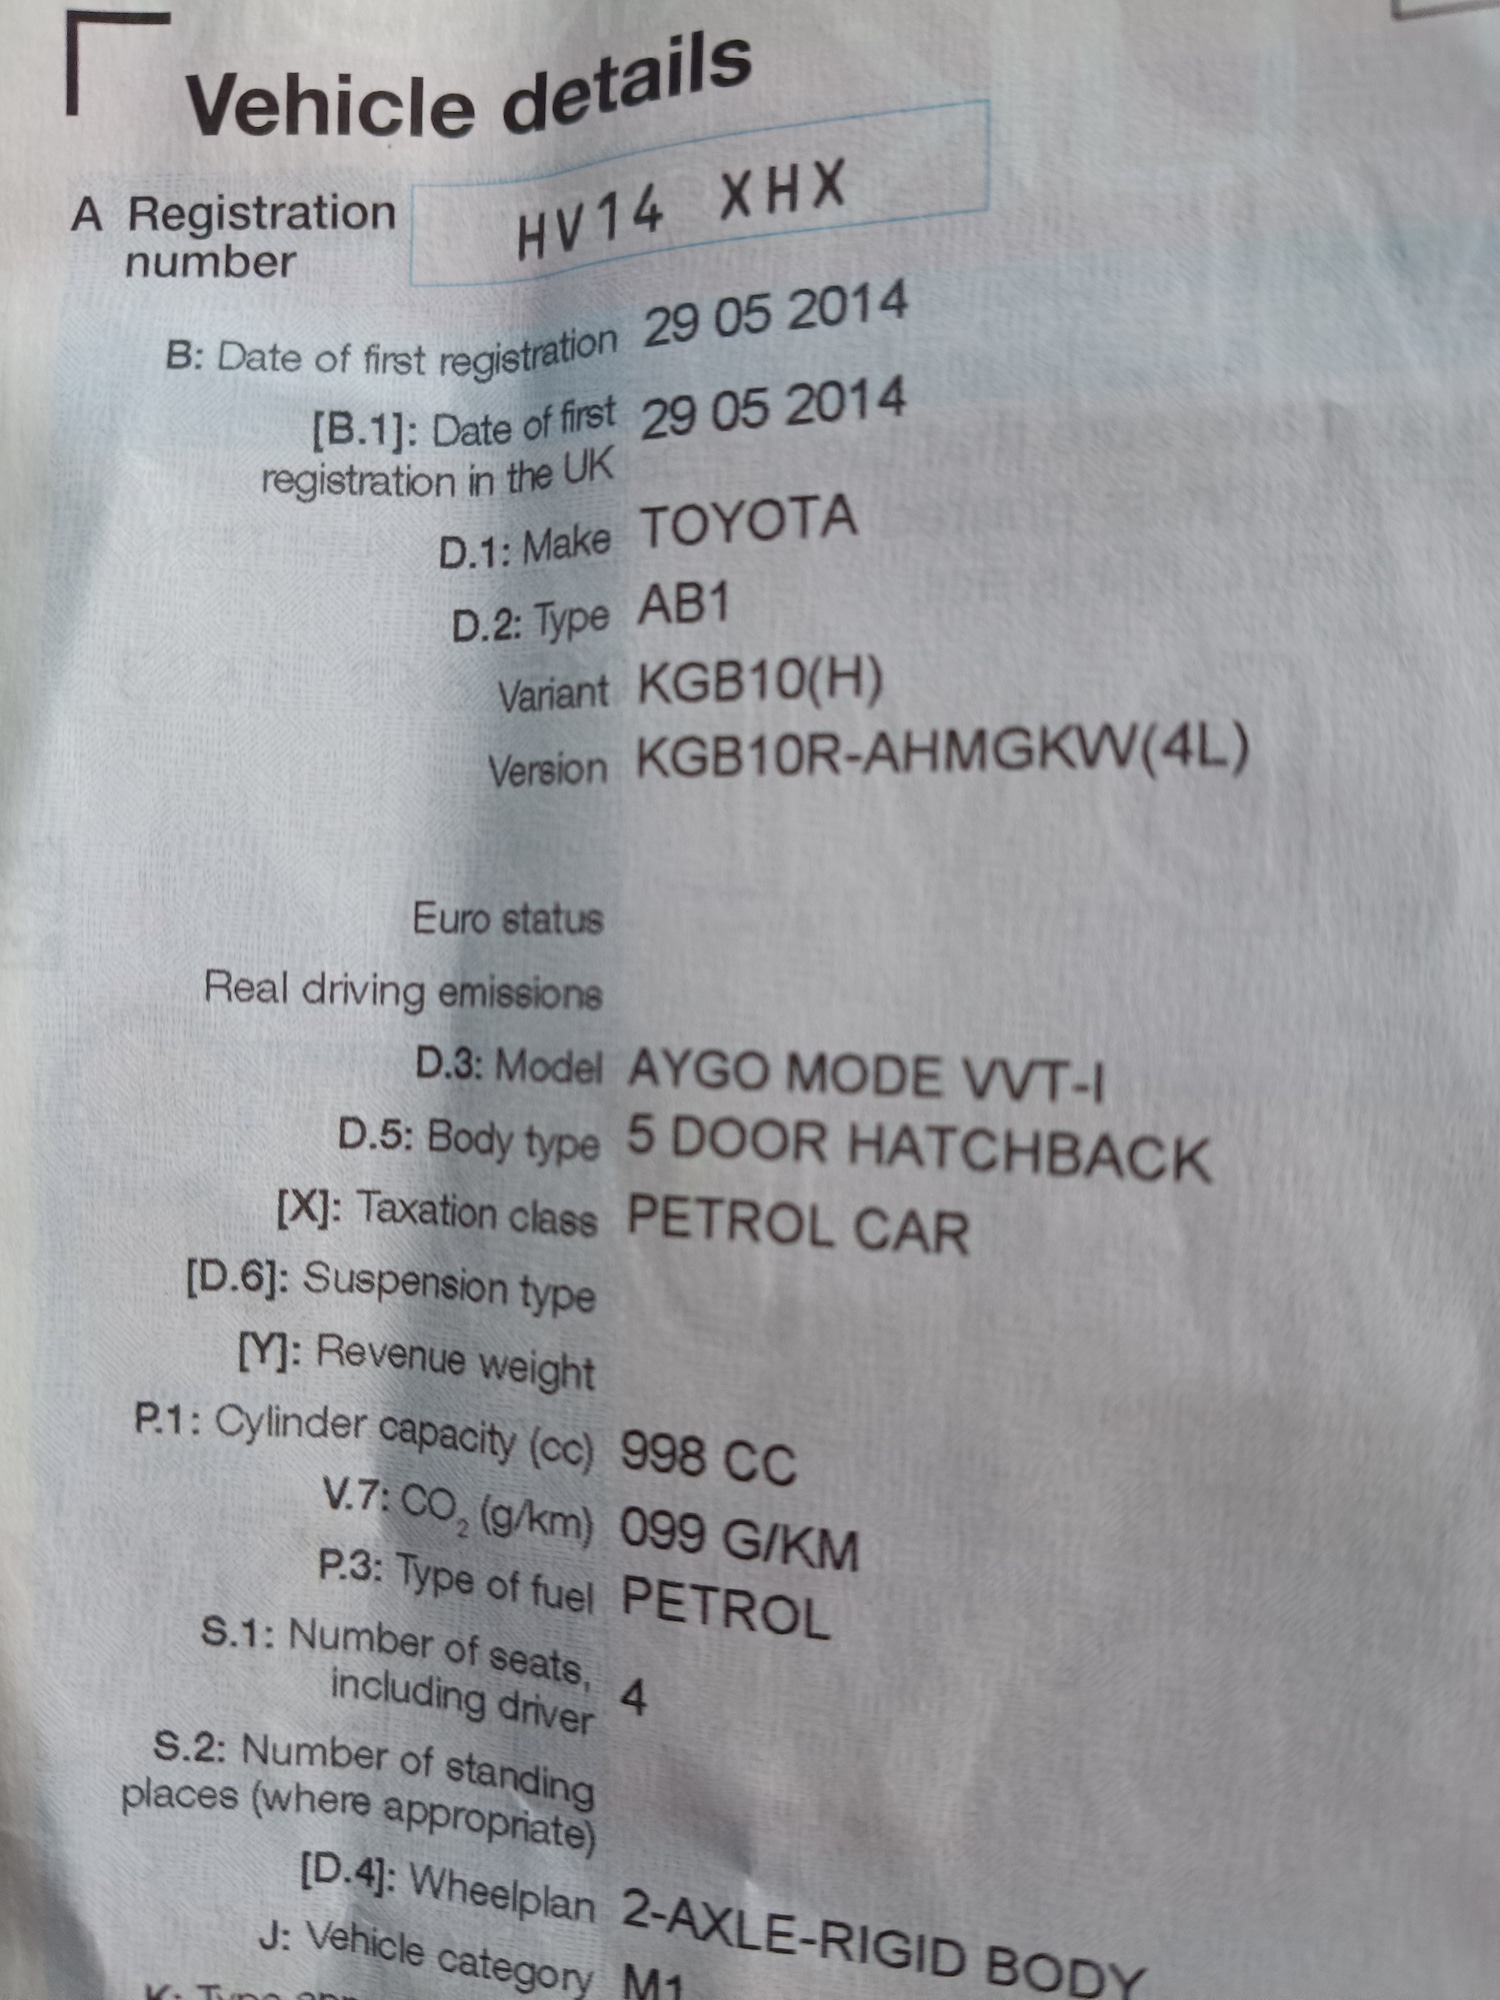 Vehicle details
A Registration number HV14 XHX
B: Date of first registration 29 05 2014
[B.1]: Date of first registration in the UK 29 05 2014
D.1: Make TOYOTA
D.2: Type AB1
Variant KGB10(H)
Version KGB10R-AHMGKW(4L)
Euro status
Real driving emissions
D.3: Model AYGO MODE VVT-I
D.5: Body type 5 DOOR HATCHBACK
[X]: Taxation class PETROL CAR
[D.6]: Suspension type
[Y]: Revenue weight
P.1: Cylinder capacity (cc) 998 CC
V.7: CO2 (g/km) 099 G/KM
P.3: Type of fuel PETROL
S.1: Number of seats, including driver 4
S.2: Number of standing places (where appropriate)
[D.4]: Wheelplan 2-AXLE-RIGID BODY
J: Vehicle category M1
K: Type